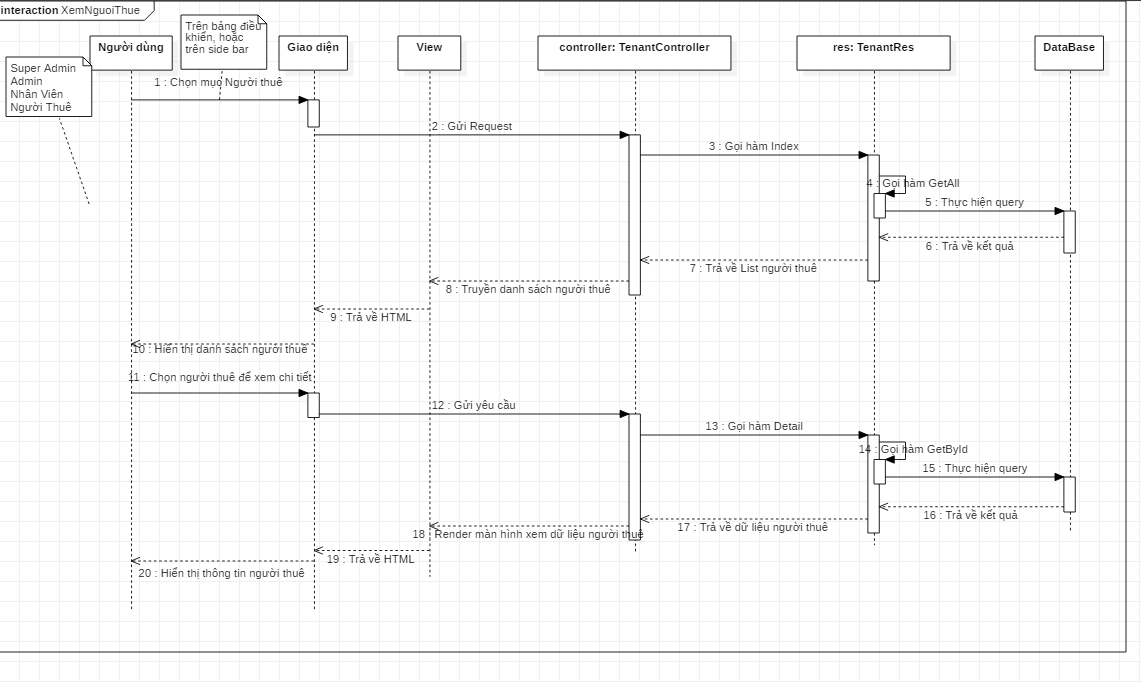 interaction XemNguoiThue
Trên bảng điều
khiển, hoặc
trên side bar
Người dùng
Giao diện
View
controller: TenantController
res: TenantRes
DataBase
Super Admin
Admin
Nhân Viên
Người Thuê
1 : Chọn mục Người thuê
2 : Gửi Request
3 : Gọi hàm Index
4 : Gọi hàm GetAll
5 : Thực hiện query
6 : Trả về kết quả
7 : Trả về List người thuê
8 : Truyền danh sách người thuê
9 : Trả về HTML
10 : Hiển thị danh sách người thuê
11 : Chọn người thuê để xem chi tiết
12 : Gửi yêu cầu
13 : Gọi hàm Detail
14 : Gọi hàm GetById
15 : Thực hiện query
16 : Trả về kết quả
17 : Trả về dữ liệu người thuê
18 : Render màn hình xem dữ liệu người thuê
19 : Trả về HTML
20 : Hiển thị thông tin người thuê